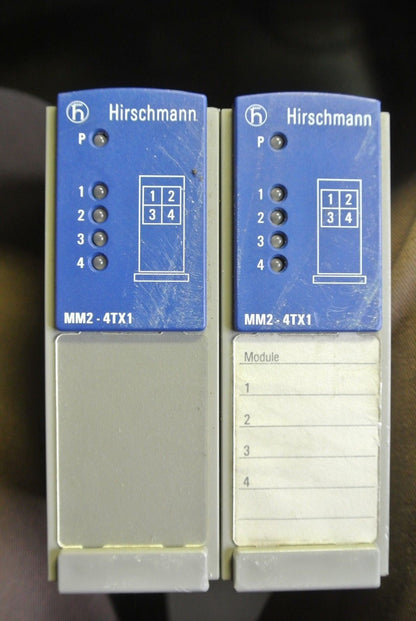 Hirschmann
P
1
2
3
4
1 2
3 4
MM2 - 4TX1
Hirschmann
P
1
2
3
4
1 2
3 4
MM2 - 4TX1
Module
1
2
3
4